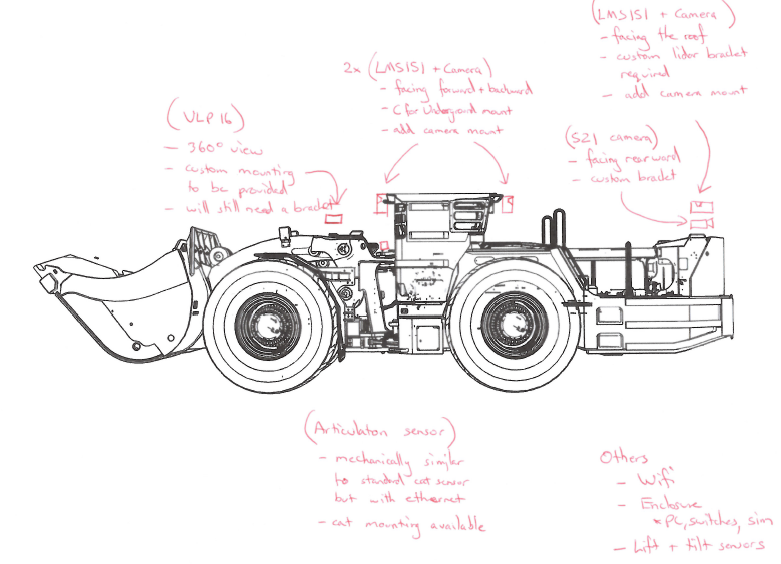 (LMS151 + Camera)
- facing the roof
- custom lidar bracket
required
- add camera mount
2x (LMS151 + Camera)
- facing forward + backward
- C for Underground mount
- add camera mount
(VLP 16)
- 360° view
- custom mounting
to be provided
- will still need a bracket
(S21 camera)
- facing rearward
- custom bracket
(Articulaton sensor)
- mechanically similar
to standard cat sensor
but with ethernet
- cat mounting available
Others
- Wifi
- Enclosure
* PC, switches, sim
- Lift + tilt sensors